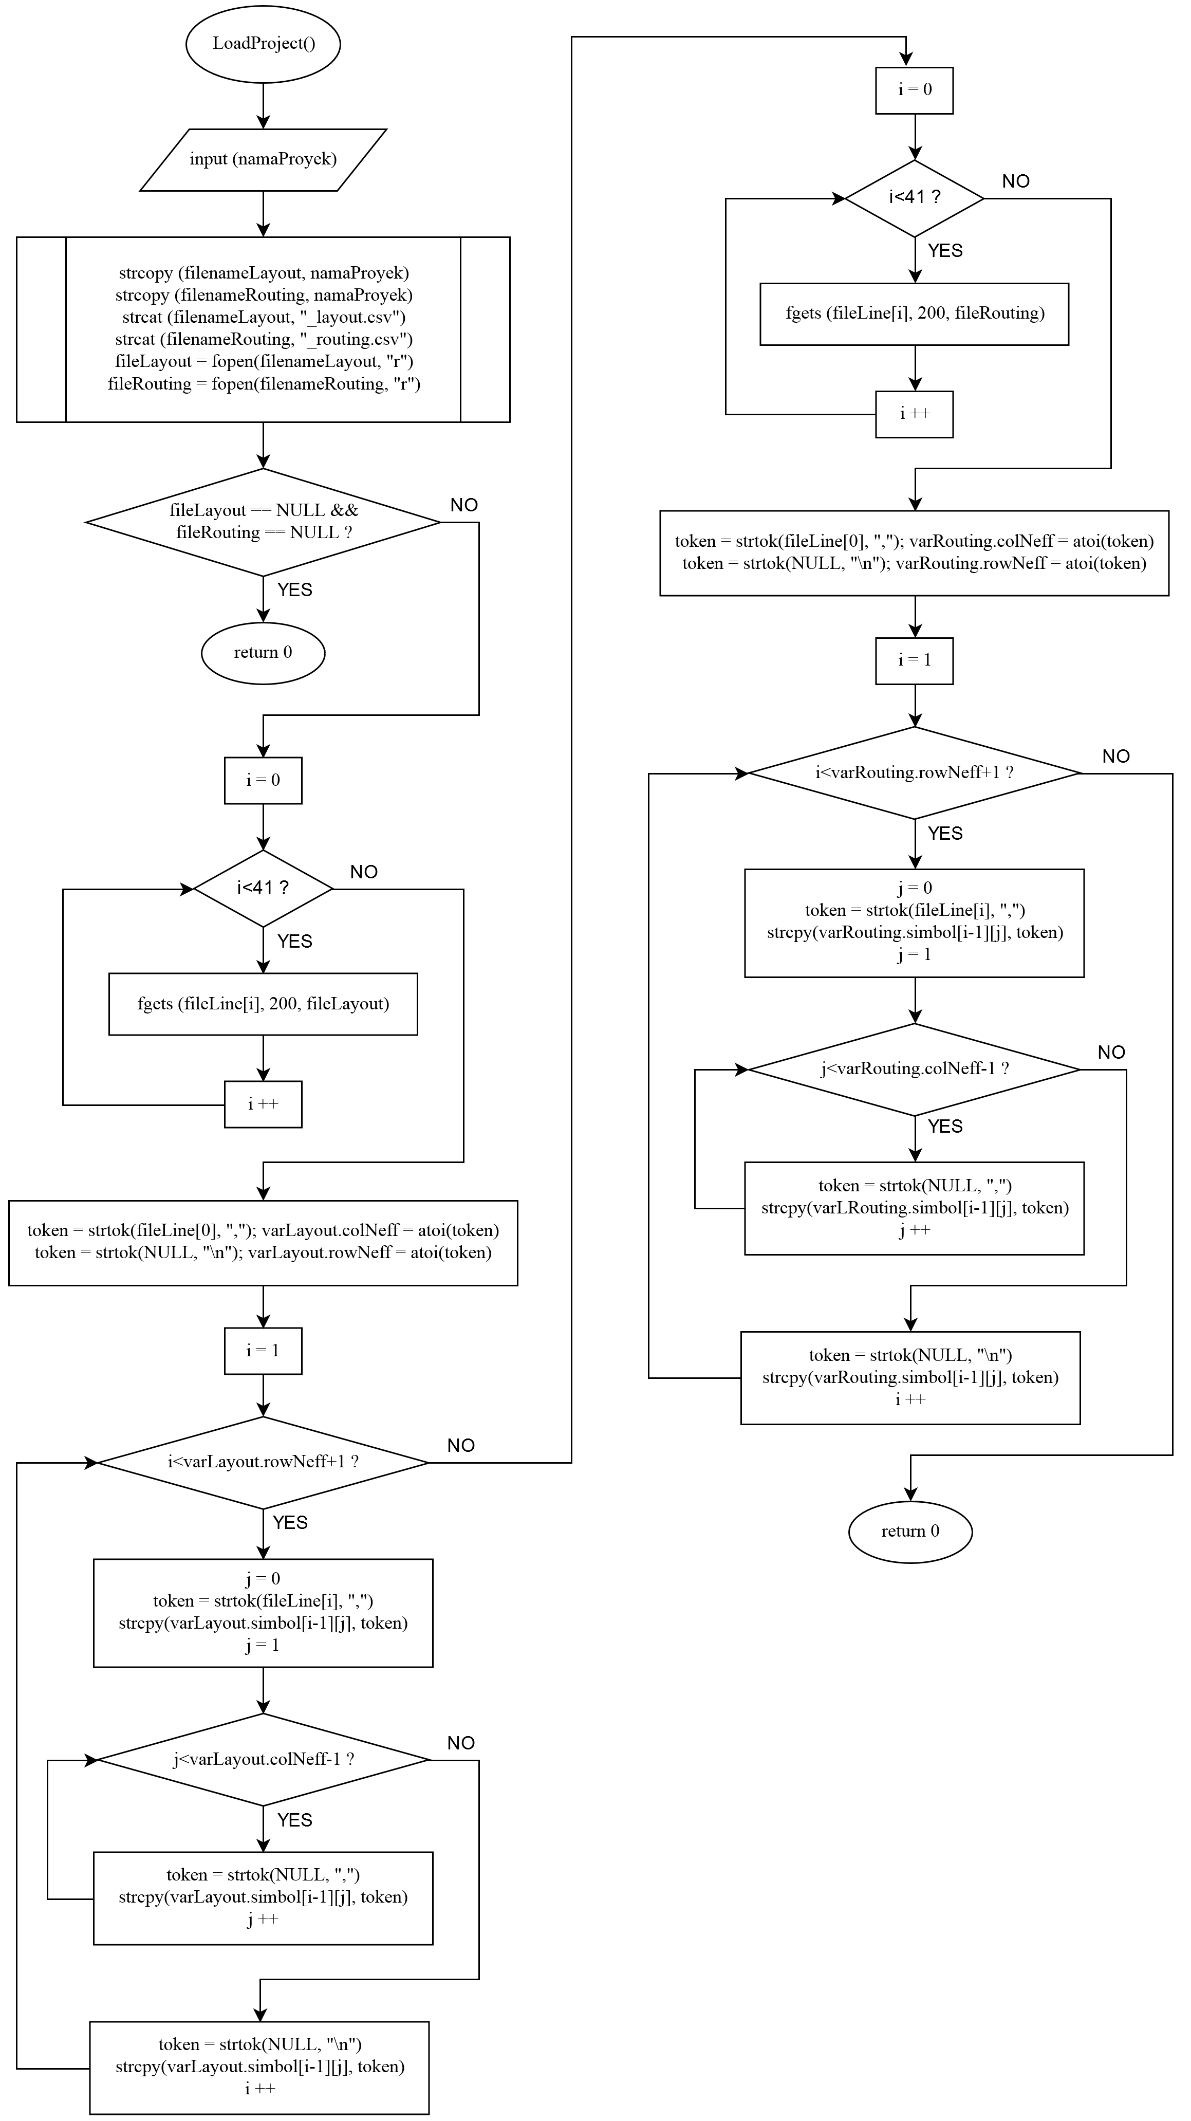 LoadProject()
input (namaProyek)
strcopy (filenameLayout, namaProyek)
strcopy (filenameRouting, namaProyek)
strcat (filenameLayout, "_layout.csv")
strcat (filenameRouting, "_routing.csv")
fileLayout = fopen(filenameLayout, "r")
fileRouting = fopen(filenameRouting, "r")
fileLayout == NULL &&
fileRouting == NULL ?
NO
YES
return 0
i = 0
i<41 ?
NO
YES
fgets (fileLine[i], 200, fileLayout)
i ++
token = strtok(fileLine[0], ","); varLayout.colNeff = atoi(token)
token = strtok(NULL, "\n"); varLayout.rowNeff = atoi(token)
i = 1
i<varLayout.rowNeff+1 ?
NO
YES
j = 0
token = strtok(fileLine[i], ",")
strcpy(varLayout.simbol[i-1][j], token)
j = 1
j<varLayout.colNeff-1 ?
NO
YES
token = strtok(NULL, ",")
strcpy(varLayout.simbol[i-1][j], token)
j ++
token = strtok(NULL, "\n")
strcpy(varLayout.simbol[i-1][j], token)
i ++
i = 0
i<41 ?
NO
YES
fgets (fileLine[i], 200, fileRouting)
i ++
token = strtok(fileLine[0], ","); varRouting.colNeff = atoi(token)
token = strtok(NULL, "\n"); varRouting.rowNeff = atoi(token)
i = 1
i<varRouting.rowNeff+1 ?
NO
YES
j = 0
token = strtok(fileLine[i], ",")
strcpy(varRouting.simbol[i-1][j], token)
j = 1
j<varRouting.colNeff-1 ?
NO
YES
token = strtok(NULL, ",")
strcpy(varLRouting.simbol[i-1][j], token)
j ++
token = strtok(NULL, "\n")
strcpy(varRouting.simbol[i-1][j], token)
i ++
return 0